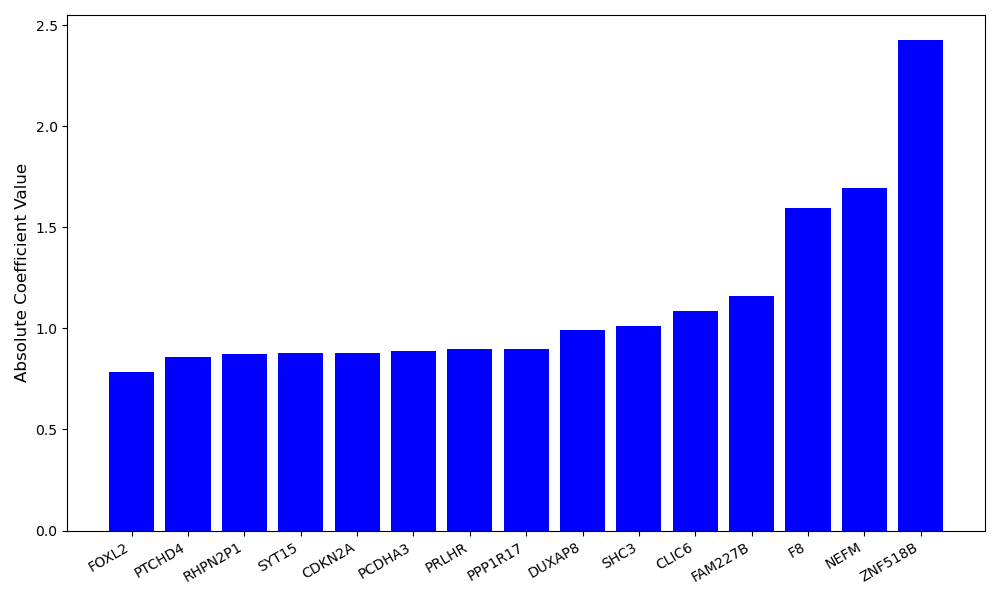 Absolute Coefficient Value
2.5
2.0
1.5
1.0
0.5
0.0
FOXL2
PTCHD4
RHPN2P1
SYT15
CDKN2A
PCDHA3
PRLHR
PPP1R17
DUXAP8
SHC3
CLIC6
FAM227B
F8
NEFM
ZNF518B